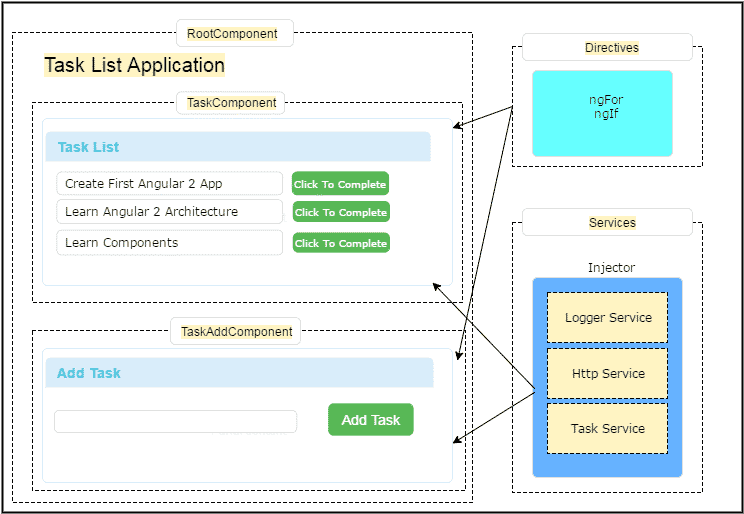 RootComponent
Task List Application
TaskComponent
Task List
Create First Angular 2 App
Click To Complete
Learn Angular 2 Architecture
Click To Complete
Learn Components
Click To Complete
TaskAddComponent
Add Task
Add Task
Directives
ngFor
ngIf
Services
Injector
Logger Service
Http Service
Task Service